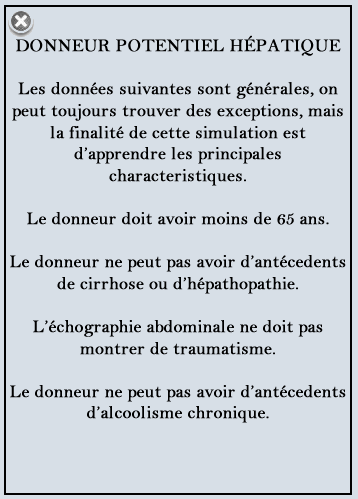 DONNEUR POTENTIEL HÉPATIQUE
Les données suivantes sont générales, on
peut toujours trouver des exceptions, mais
la finalité de cette simulation est
d'apprendre les principales
characteristiques.
Le donneur doit avoir moins de 65 ans.
Le donneur ne peut pas avoir d'antécedents
de cirrhose ou d'hépathopathie.
L'échographie abdominale ne doit pas
montrer de traumatisme.
Le donneur ne peut pas avoir d'antécedents
d'alcoolisme chronique.